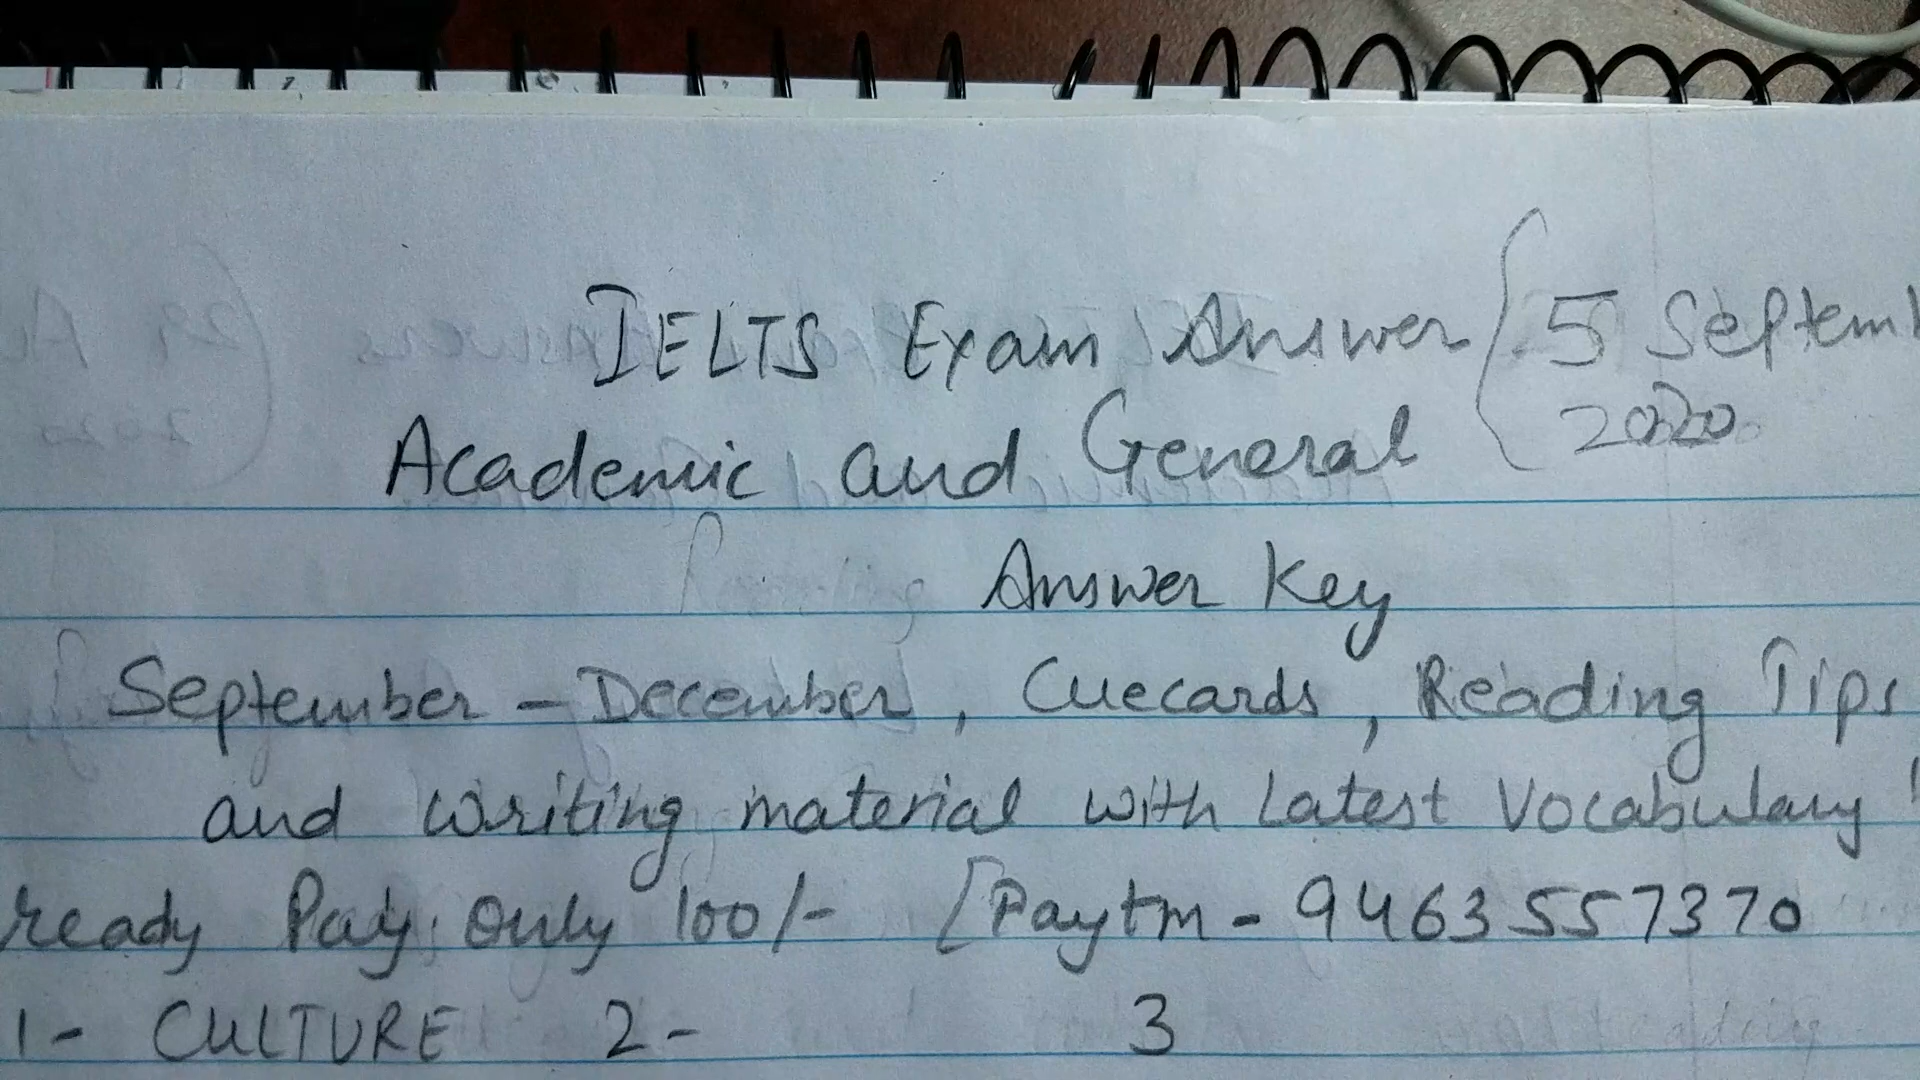 IELTS Exam Answer (5 Septemb
2020
Academic and General
Answer Key
September - December, Cuecards, Reading Tips
and Writing material with Latest Vocabulary
ready Pay Only 100/- [Paytm - 9463557370
1- CULTURE 2- 3